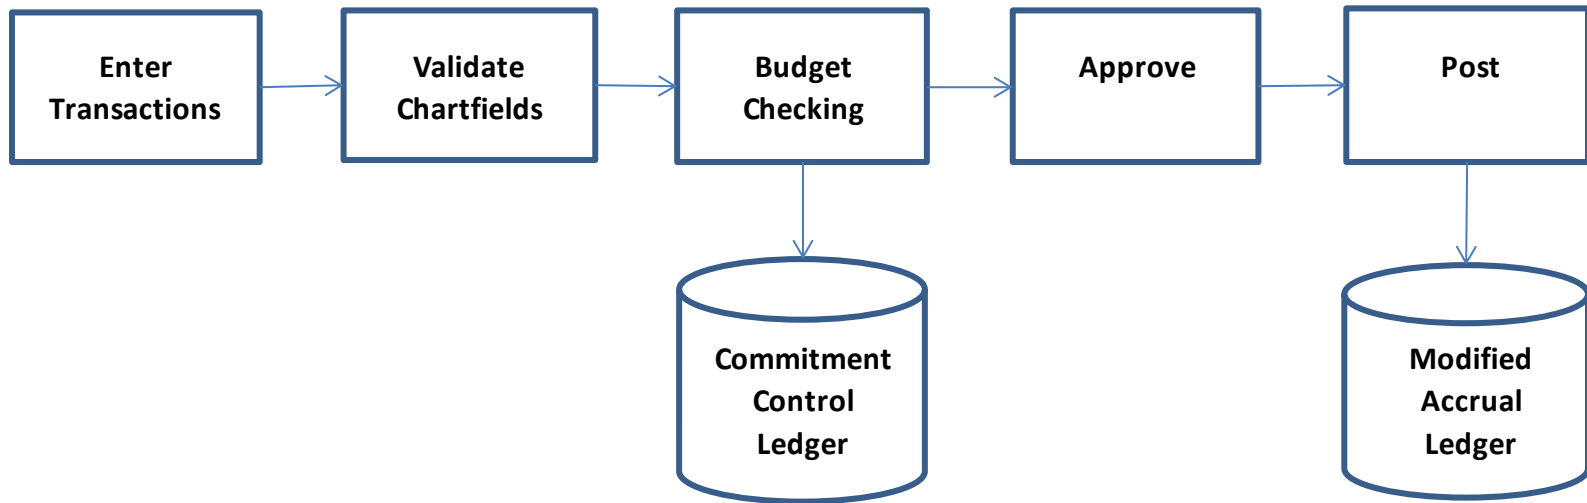 Enter
Transactions
Validate
Chartfields
Budget
Checking
Approve
Post
Commitment
Control
Ledger
Modified
Accrual
Ledger